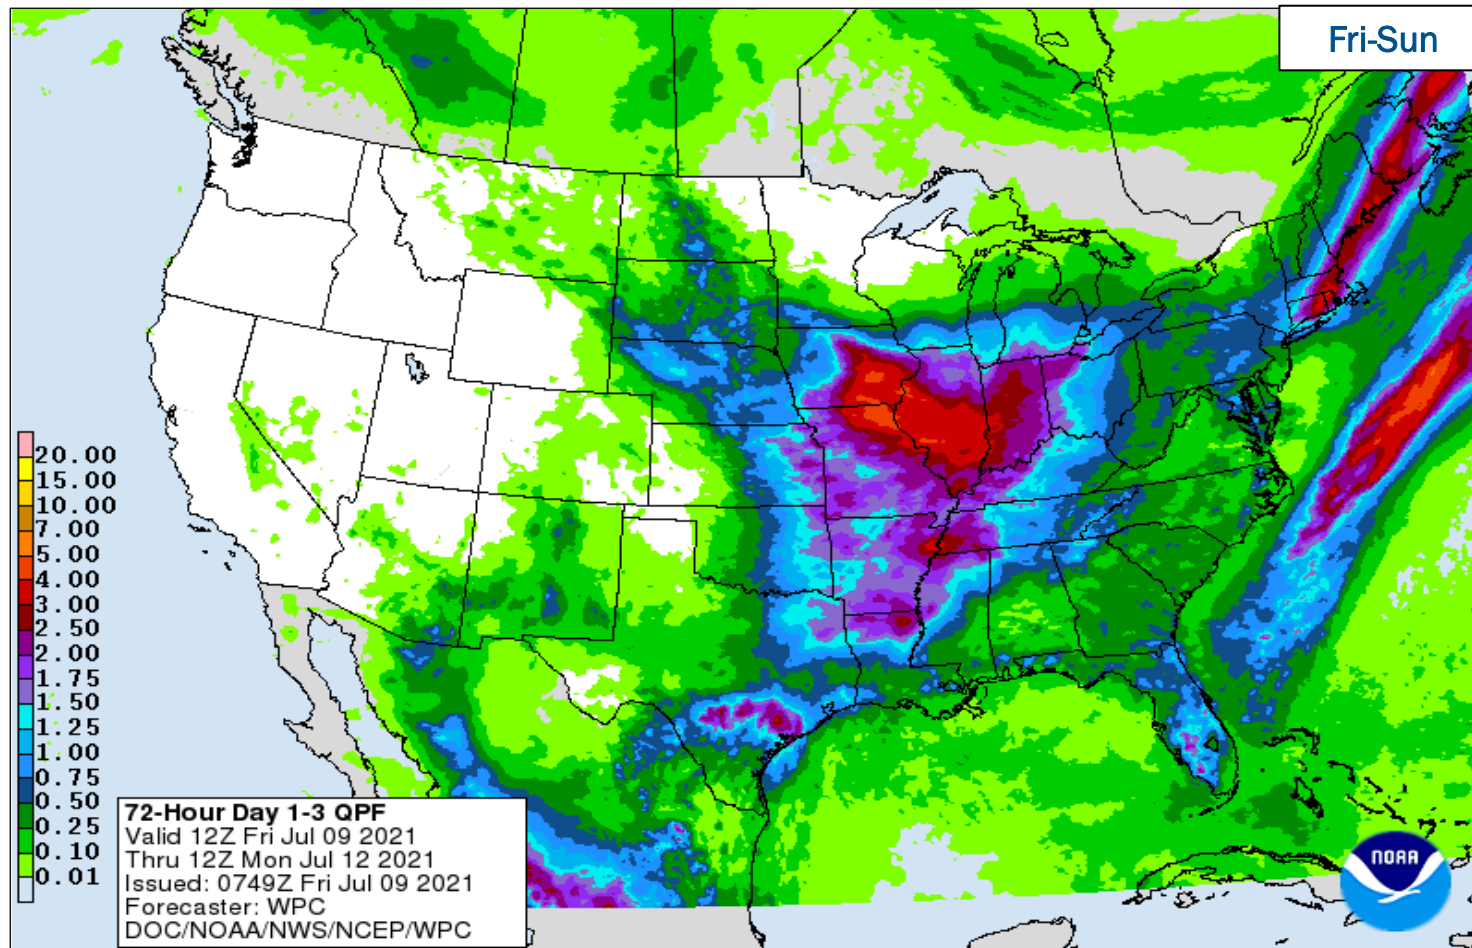 Fri-Sun
20.00
15.00
10.00
7.00
5.00
4.00
3.00
2.50
2.00
1.75
1.50
1.25
1.00
0.75
0.50
0.25
0.10
0.01
72-Hour Day 1-3 QPF
Valid 12Z Fri Jul 09 2021
Thru 12Z Mon Jul 12 2021
Issued: 0749Z Fri Jul 09 2021
Forecaster: WPC
DOC/NOAA/NWS/NCEP/WPC
NOAA